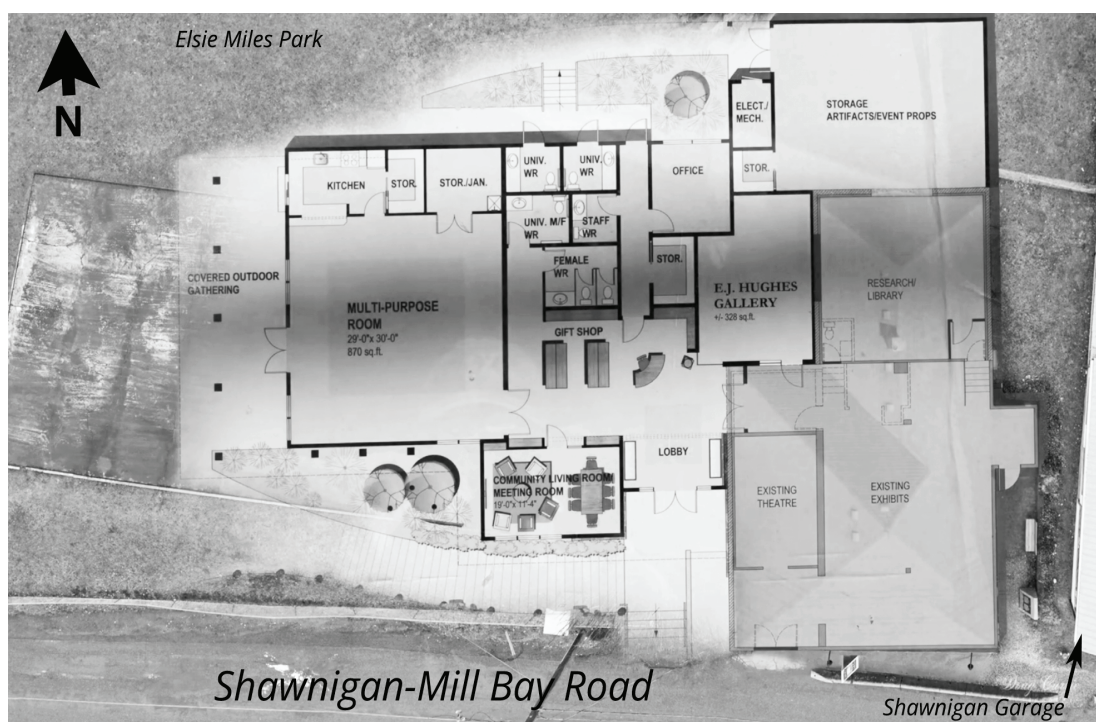 Elsie Miles Park
N
ELECT./
MECH.
STORAGE
ARTIFACTS/EVENT PROPS
KITCHEN
STOR.
STOR./JAN.
UNIV.
WR
UNIV.
WR
OFFICE
STOR.
UNIV. M/F
WR
STAFF
WR
FEMALE
WR
STOR.
COVERED OUTDOOR
GATHERING
MULTI-PURPOSE
ROOM
29'-0"x 30'-0"
870 sq.ft.
E.J. HUGHES
GALLERY
+/- 328 sq.ft.
RESEARCH/
LIBRARY
GIFT SHOP
LOBBY
COMMUNITY LIVING ROOM/
MEETING ROOM
19'-0"x 11'-4"
EXISTING
THEATRE
EXISTING
EXHIBITS
Shawnigan-Mill Bay Road
Shawnigan Garage